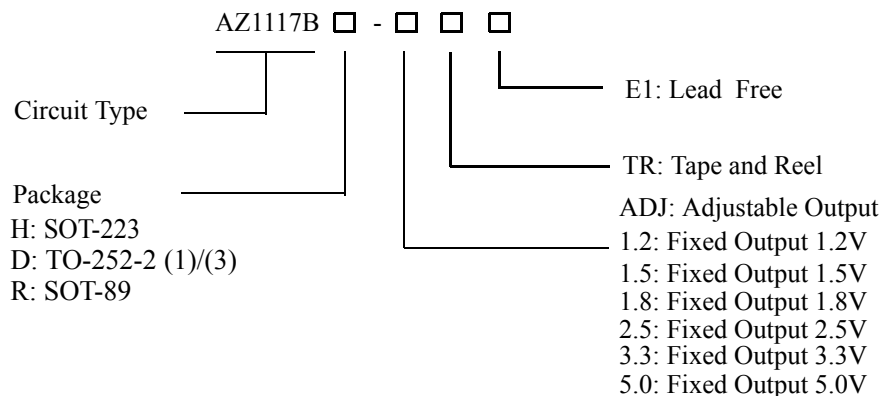 AZ1117B □ - □ □ □
Circuit Type
Package
H: SOT-223
D: TO-252-2 (1)/(3)
R: SOT-89
E1: Lead Free
TR: Tape and Reel
ADJ: Adjustable Output
1.2: Fixed Output 1.2V
1.5: Fixed Output 1.5V
1.8: Fixed Output 1.8V
2.5: Fixed Output 2.5V
3.3: Fixed Output 3.3V
5.0: Fixed Output 5.0V